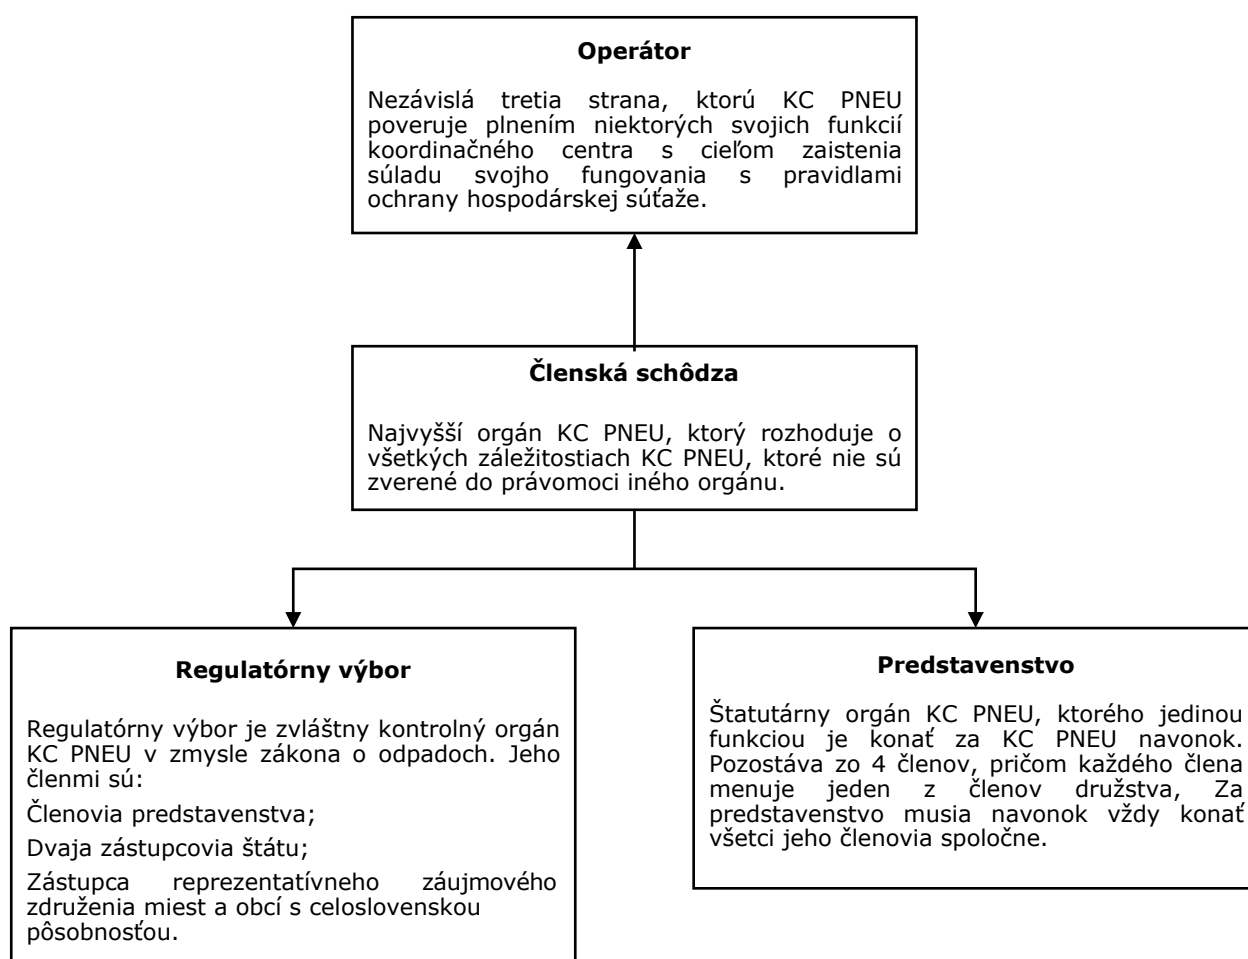 Operátor
Nezávislá tretia strana, ktorú KC PNEU
poveruje plnením niektorých svojich funkcií
koordinačného centra s cieľom zaistenia
súladu svojho fungovania s pravidlami
ochrany hospodárskej súťaže.
Členská schôdza
Najvyšší orgán KC PNEU, ktorý rozhoduje o
všetkých záležitostiach KC PNEU, ktoré nie sú
zverené do právomoci iného orgánu.
Regulatórny výbor
Regulatórny výbor je zvláštny kontrolný orgán
KC PNEU v zmysle zákona o odpadoch. Jeho
členmi sú:
Členovia predstavenstva;
Dvaja zástupcovia štátu;
Zástupca reprezentatívneho záujmového
združenia miest a obcí s celoslovenskou
pôsobnosťou.
Predstavenstvo
Štatutárny orgán KC PNEU, ktorého jedinou
funkciou je konať za KC PNEU navonok.
Pozostáva zo 4 členov, pričom každého člena
menuje jeden z členov družstva, Za
predstavenstvo musia navonok vždy konať
všetci jeho členovia spoločne.